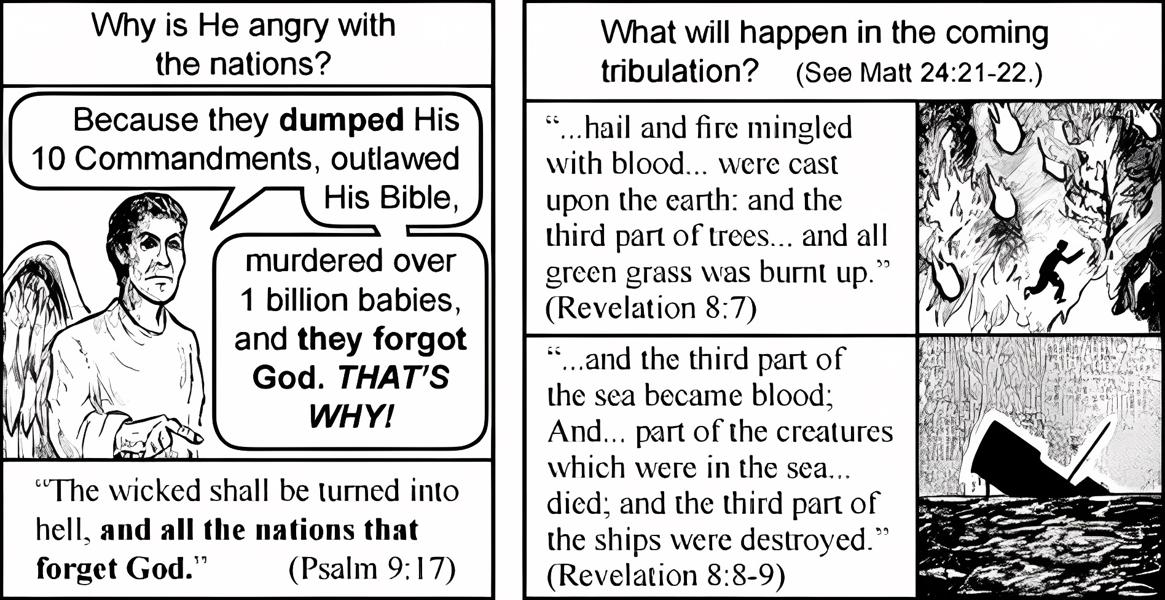 Why is He angry with
the nations?
Because they dumped His
10 Commandments, outlawed
His Bible,
murdered over
1 billion babies,
and they forgot
God. THAT'S
WHY!
“The wicked shall be turned into
hell, and all the nations that
forget God.” (Psalm 9:17)
What will happen in the coming
tribulation? (See Matt 24:21-22.)
“...hail and fire mingled
with blood... were cast
upon the earth: and the
third part of trees... and all
green grass was burnt up.”
(Revelation 8:7)
“...and the third part of
the sea became blood;
And... part of the creatures
which were in the sea...
died; and the third part of
the ships were destroyed.”
(Revelation 8:8-9)